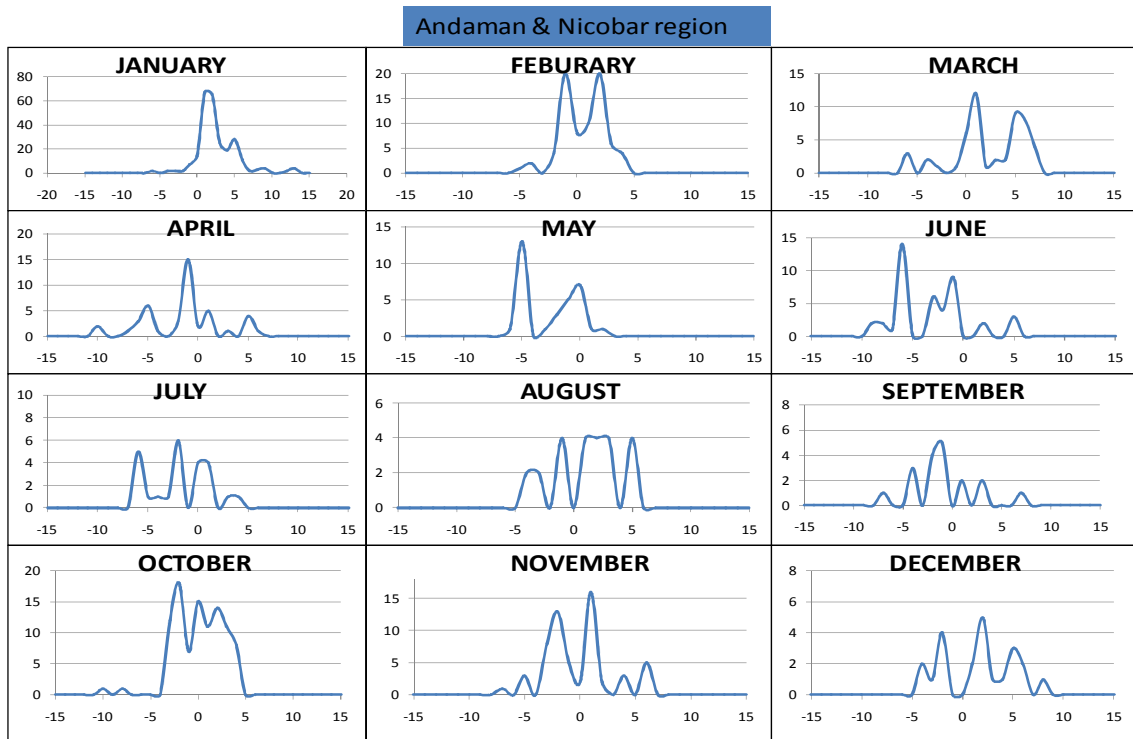 Andaman & Nicobar region
JANUARY
80
60
40
20
0
-20 -15 -10 -5 0 5 10 15 20
FEBURARY
20
15
10
5
0
-15 -10 -5 0 5 10 15
MARCH
15
10
5
0
-15 -10 -5 0 5 10 15
APRIL
20
15
10
5
0
-15 -10 -5 0 5 10 15
MAY
15
10
5
0
-15 -10 -5 0 5 10 15
JUNE
15
10
5
0
-15 -10 -5 0 5 10 15
JULY
10
8
6
4
2
0
-15 -10 -5 0 5 10 15
AUGUST
6
4
2
0
-15 -10 -5 0 5 10 15
SEPTEMBER
8
6
4
2
0
-15 -10 -5 0 5 10 15
OCTOBER
20
15
10
5
0
-15 -10 -5 0 5 10 15
NOVEMBER
15
10
5
0
-15 -10 -5 0 5 10 15
DECEMBER
8
6
4
2
0
-15 -10 -5 0 5 10 15